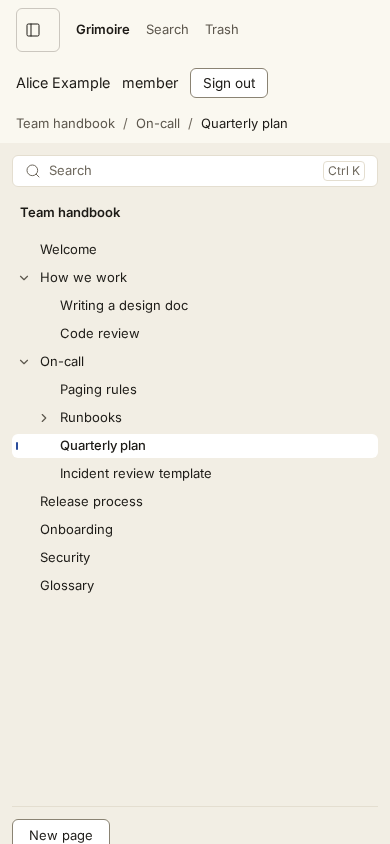 Grimoire Search Trash
Alice Example member Sign out
Team handbook / On-call / Quarterly plan
Search Ctrl K
Team handbook
Welcome
How we work
Writing a design doc
Code review
On-call
Paging rules
Runbooks
Quarterly plan
Incident review template
Release process
Onboarding
Security
Glossary
New page